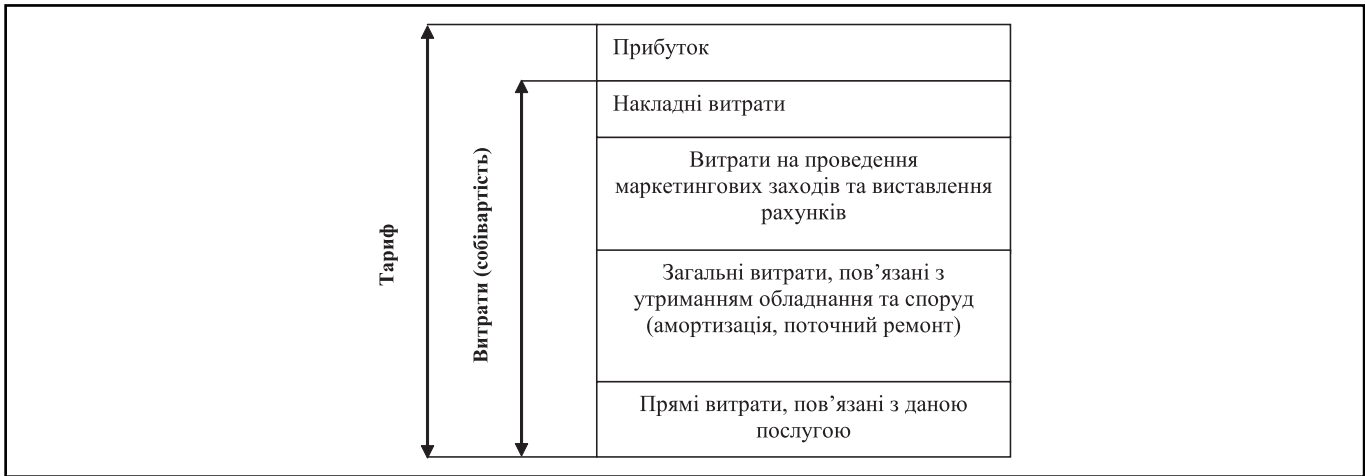 Тариф
Витрати (собівартість)
Прибуток
Накладні витрати
Витрати на проведення
маркетингових заходів та виставлення
рахунків
Загальні витрати, пов’язані з
утриманням обладнання та споруд
(амортизація, поточний ремонт)
Прямі витрати, пов’язані з даною
послугою